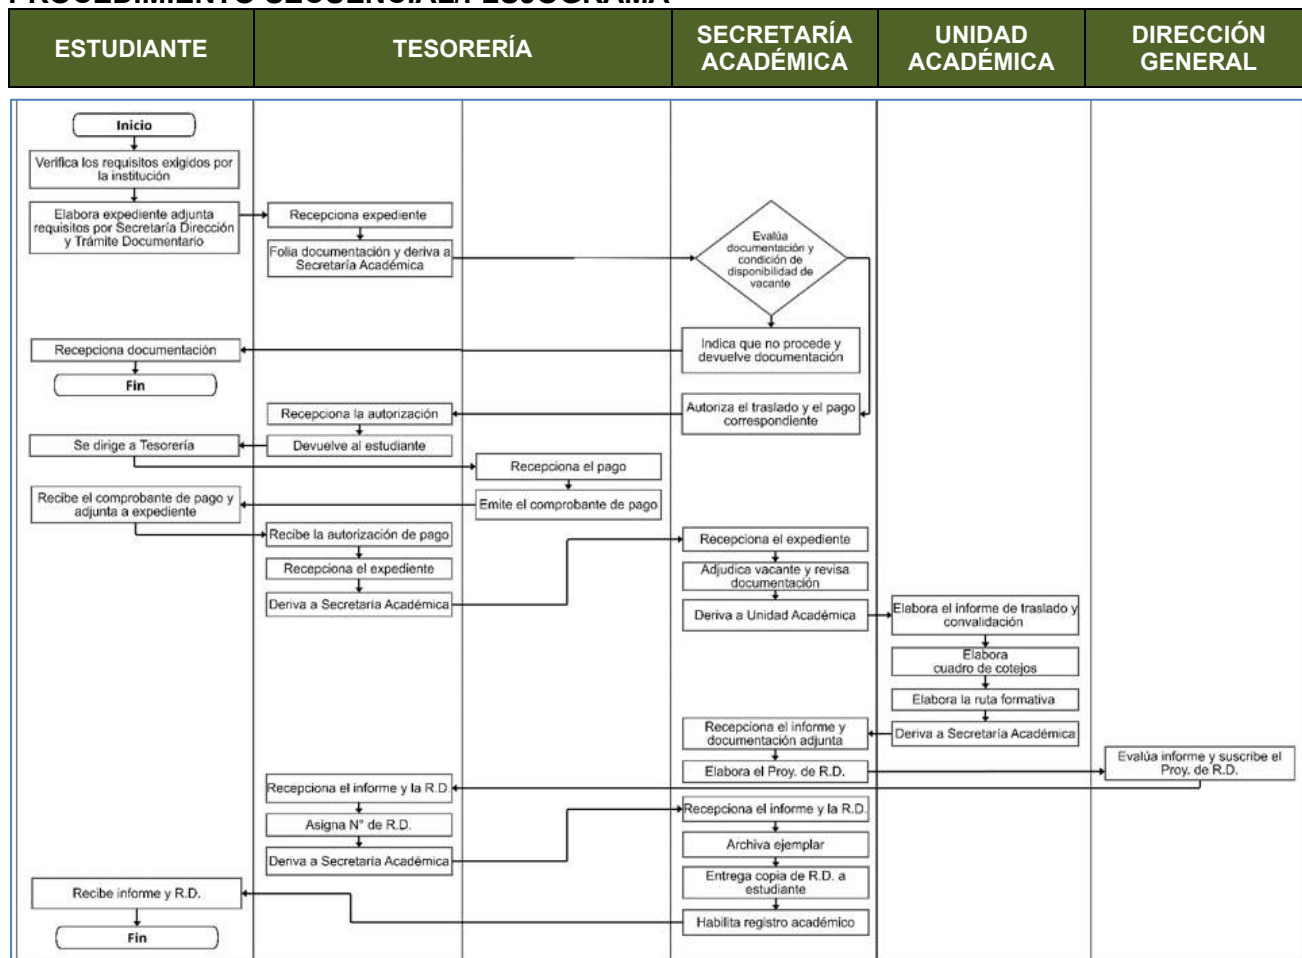 PROCEDIMIENTO SECUENCIAL/FLUJOGRAMA
ESTUDIANTE
TESORERÍA
SECRETARÍA
ACADÉMICA
UNIDAD
ACADÉMICA
DIRECCIÓN
GENERAL
Inicio
Verifica los requisitos exigidos por
la institución
Elabora expediente adjunta
requisitos por Secretaría Dirección
y Trámite Documentario
Recepciona expediente
Folia documentación y deriva a
Secretaría Académica
Evalúa
documentación y
condición de
disponibilidad de
vacante
Indica que no procede y
devuelve documentación
Recepciona documentación
Fin
Autoriza el traslado y el pago
correspondiente
Recepciona la autorización
Devuelve al estudiante
Se dirige a Tesorería
Recepciona el pago
Emite el comprobante de pago
Recibe el comprobante de pago y
adjunta a expediente
Recibe la autorización de pago
Recepciona el expediente
Deriva a Secretaría Académica
Recepciona el expediente
Adjudica vacante y revisa
documentación
Deriva a Unidad Académica
Elabora el informe de traslado y
convalidación
Elabora
cuadro de cotejos
Elabora la ruta formativa
Deriva a Secretaría Académica
Recepciona el informe y
documentación adjunta
Elabora el Proy. de R.D.
Evalúa informe y suscribe el
Proy. de R.D.
Recepciona el informe y la R.D.
Asigna N° de R.D.
Deriva a Secretaría Académica
Recepciona el informe y la R.D.
Archiva ejemplar
Entrega copia de R.D. a
estudiante
Habilita registro académico
Recibe informe y R.D.
Fin